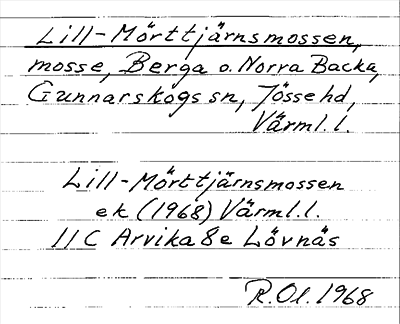 Lill-Mörttjärnsmossen,
mosse, Berga o. Norra Backa,
Gunnarskogs sn, Jösse hd,
Värml. l.
Lill-Mörttjärnsmossen
ek (1968) Värml. l.
11 C Arvika 8 e Lövnäs
R. Ol. 1968